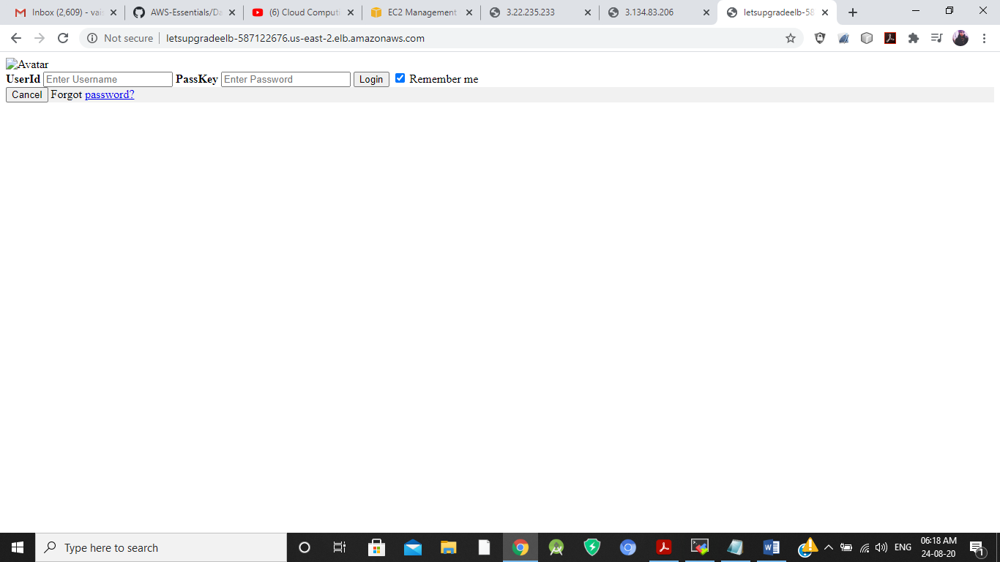 Inbox (2,609) - vai
AWS-Essentials/Da
(6) Cloud Computi
EC2 Management
3.22.235.233
3.134.83.206
letsupgradeelb-58
Not secure
letsupgradeelb-587122676.us-east-2.elb.amazonaws.com
Avatar
UserId Enter Username PassKey Enter Password Login Remember me
Cancel Forgot password?
Type here to search
ENG
06:18 AM
24-08-20
1